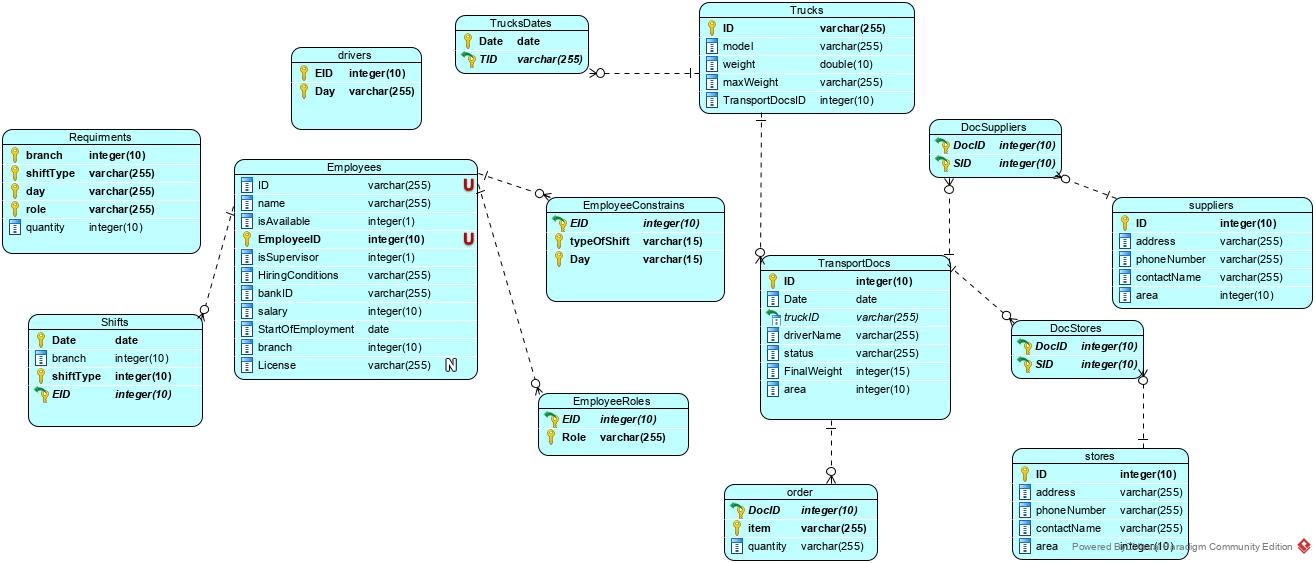 TrucksDates
Date date
TID varchar(255)
Trucks
ID varchar(255)
model varchar(255)
weight double(10)
maxWeight varchar(255)
TransportDocsID integer(10)
drivers
EID integer(10)
Day varchar(255)
Requirments
branch integer(10)
shiftType varchar(255)
day varchar(255)
role varchar(255)
quantity integer(10)
Employees
ID varchar(255) U
name varchar(255)
isAvailable integer(1)
EmployeeID integer(10) U
isSupervisor integer(1)
HiringConditions varchar(255)
bankID varchar(255)
salary integer(10)
StartOfEmployment date
branch integer(10)
License varchar(255) N
EmployeeConstrains
EID integer(10)
typeOfShift varchar(15)
Day varchar(15)
DocSuppliers
DocID integer(10)
SID integer(10)
suppliers
ID integer(10)
address varchar(255)
phoneNumber varchar(255)
contactName varchar(255)
area integer(10)
TransportDocs
ID integer(10)
Date date
truckID varchar(255)
driverName varchar(255)
status varchar(255)
FinalWeight integer(15)
area integer(10)
Shifts
Date date
branch integer(10)
shiftType integer(10)
EID integer(10)
DocStores
DocID integer(10)
SID integer(10)
EmployeeRoles
EID integer(10)
Role varchar(255)
order
DocID integer(10)
item varchar(255)
quantity varchar(255)
stores
ID integer(10)
address varchar(255)
phoneNumber varchar(255)
contactName varchar(255)
area integer(10)
Powered By Visual Paradigm Community Edition